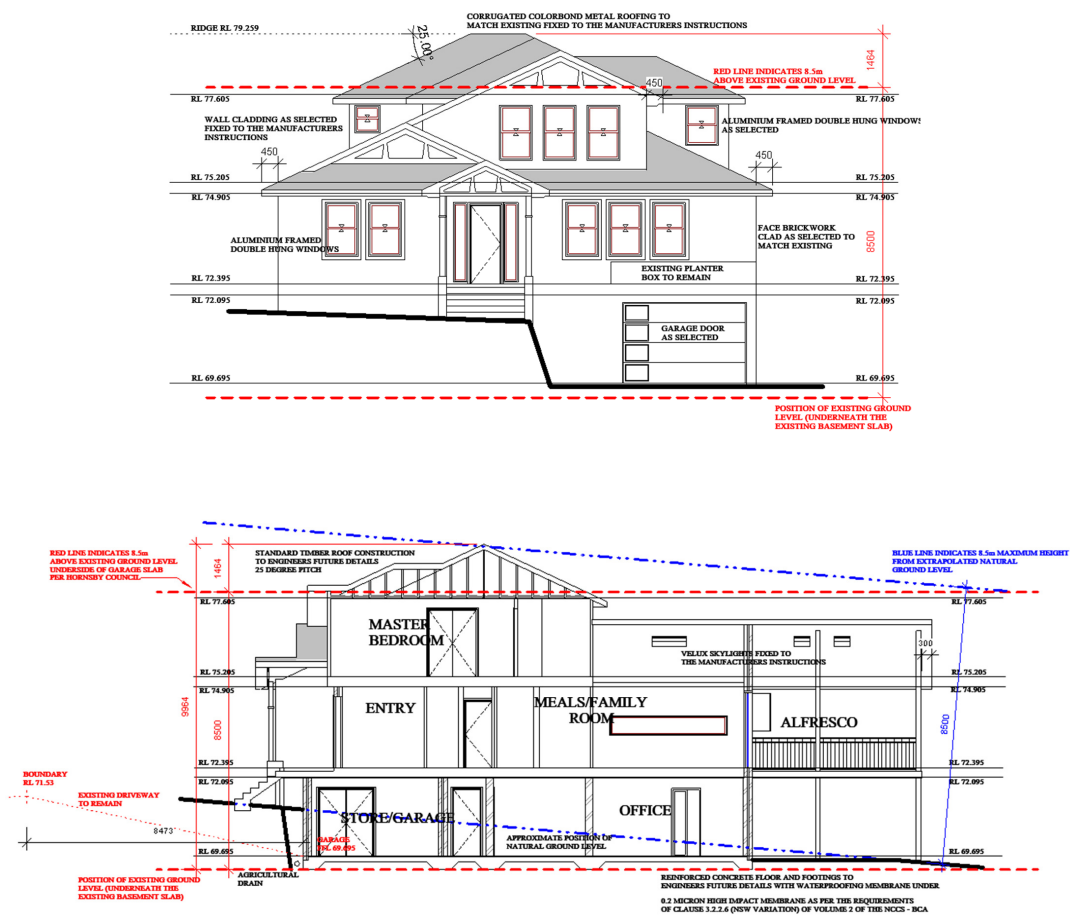 CORRUGATED COLORBOND METAL ROOFING TO
MATCH EXISTING FIXED TO THE MANUFACTURERS INSTRUCTIONS
RIDGE RL 79.259
25.00°
1464
RED LINE INDICATES 8.5m
ABOVE EXISTING GROUND LEVEL
450
RL 77.605
RL 77.605
WALL CLADDING AS SELECTED
FIXED TO THE MANUFACTURERS
INSTRUCTIONS
ALUMINIUM FRAMED DOUBLE HUNG WINDOWS
AS SELECTED
450
450
RL 75.205
RL 75.205
RL 74.905
RL 74.905
ALUMINIUM FRAMED
DOUBLE HUNG WINDOWS
FACE BRICKWORK
CLAD AS SELECTED TO
MATCH EXISTING
8500
EXISTING PLANTER
BOX TO REMAIN
RL 72.395
RL 72.395
RL 72.095
RL 72.095
GARAGE DOOR
AS SELECTED
RL 69.695
RL 69.695
POSITION OF EXISTING GROUND
LEVEL (UNDERNEATH THE
EXISTING BASEMENT SLAB)
RED LINE INDICATES 8.5m
ABOVE EXISTING GROUND LEVEL
UNDERSIDE OF GARAGE SLAB
PER HORNSBY COUNCIL
1464
STANDARD TIMBER ROOF CONSTRUCTION
TO ENGINEERS FUTURE DETAILS
25 DEGREE PITCH
BLUE LINE INDICATES 8.5m MAXIMUM HEIGHT
FROM EXTRAPOLATED NATURAL
GROUND LEVEL
RL 77.605
RL 77.605
MASTER
BEDROOM
VELUX SKYLIGHTS FIXED TO
THE MANUFACTURERS INSTRUCTIONS
300
RL 75.205
RL 75.205
RL 74.905
RL 74.905
9964
8500
ENTRY
MEALS/FAMILY
ROOM
ALFRESCO
8500
RL 72.395
RL 72.395
RL 72.095
RL 72.095
BOUNDARY
RL 71.53
EXISTING DRIVEWAY
TO REMAIN
8473
STORE/GARAGE
OFFICE
GARAGE
FFL 69.695
APPROXIMATE POSITION OF
NATURAL GROUND LEVEL
RL 69.695
RL 69.695
POSITION OF EXISTING GROUND
LEVEL (UNDERNEATH THE
EXISTING BASEMENT SLAB)
AGRICULTURAL
DRAIN
REINFORCED CONCRETE FLOOR AND FOOTINGS TO
ENGINEERS FUTURE DETAILS WITH WATERPROOFING MEMBRANE UNDER
0.2 MICRON HIGH IMPACT MEMBRANE AS PER THE REQUIREMENTS
OF CLAUSE 3.2.2.6 (NSW VARIATION) OF VOLUME 2 OF THE NCCS - BCA